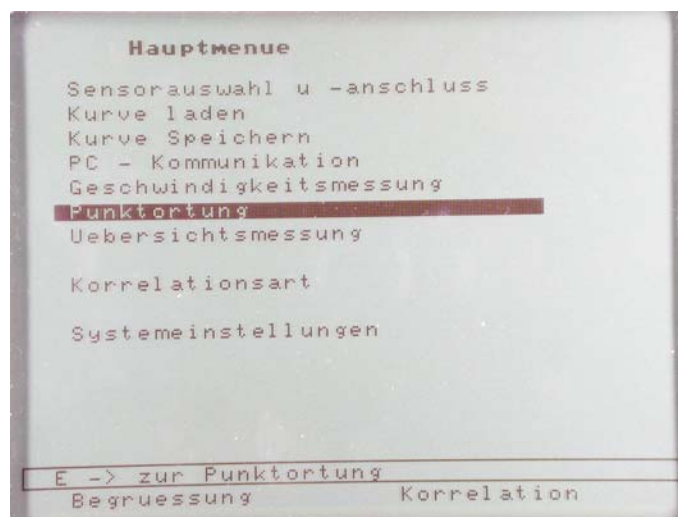 Hauptmenue
Sensorauswahl u -anschluss
Kurve laden
Kurve Speichern
PC - Kommunikation
Geschwindigkeitsmessung
Punktortung
Uebersichtsmessung
Korrelationsart
Systemeinstellungen
E -> zur Punktortung
Begruessung Korrelation